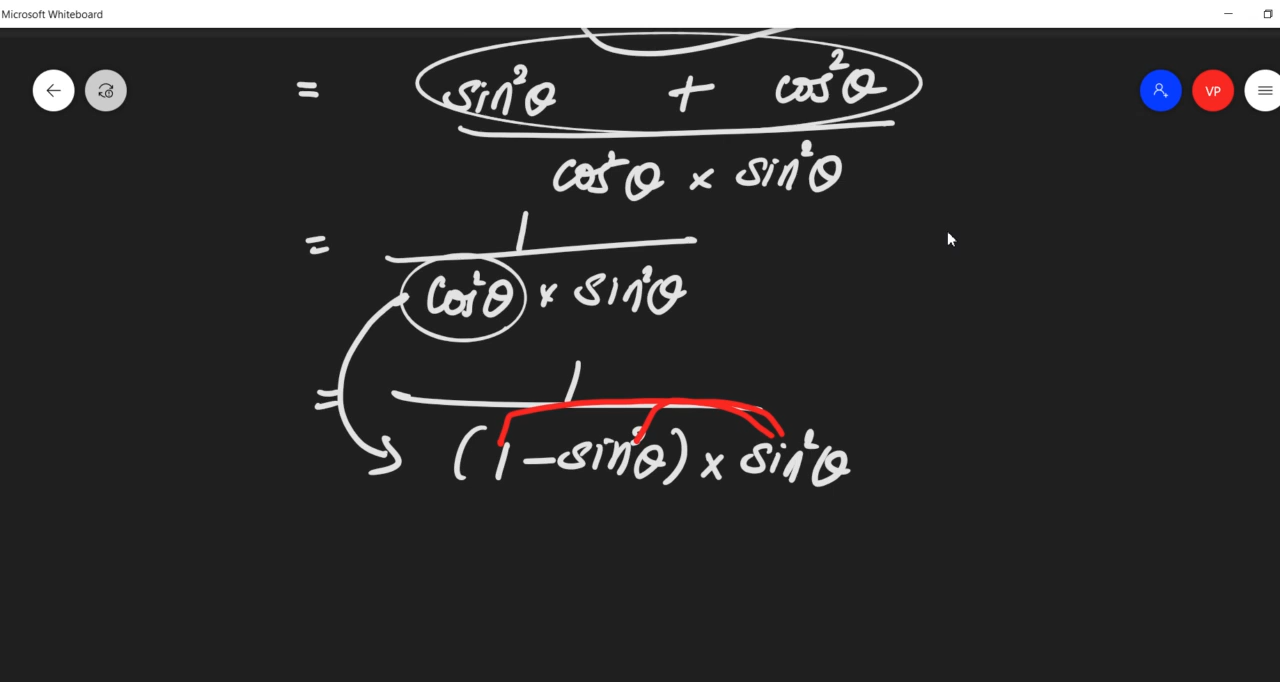 Microsoft Whiteboard
= sin²θ + cos²θ
cos²θ × sin²θ
VP
= 1
cos²θ × sin²θ
= 1
(1 − sin²θ) × sin²θ